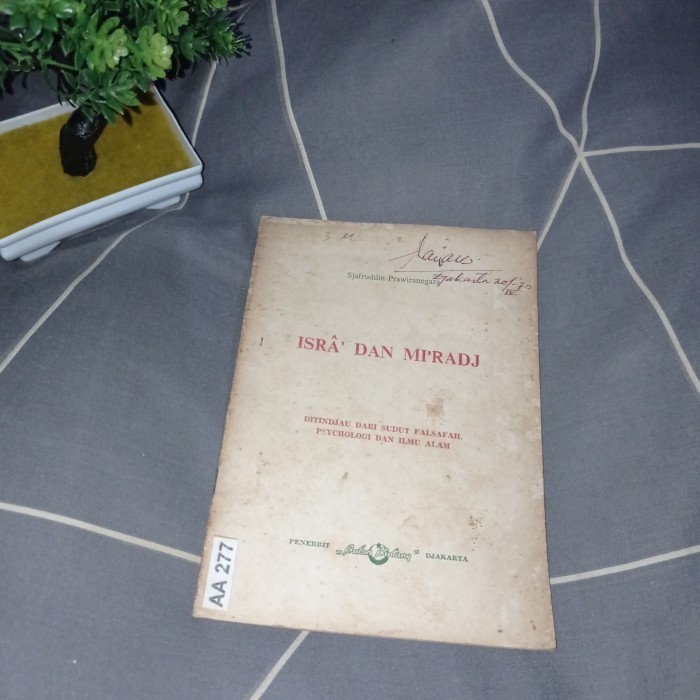 Sjafruddin Prawiranegara
Djakarta
ISRÂ' DAN MI'RADJ
DITINDJAU DARI SUDUT FALSAFAH,
PSYCHOLOGI DAN ILMU ALAM
PENERBIT „Bulan Bintang" DJAKARTA
AA 277